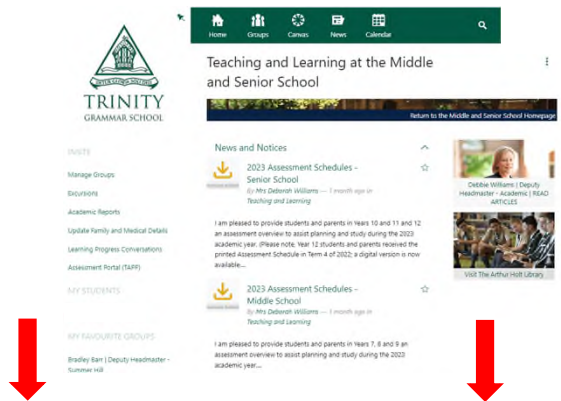 TRINITY
GRAMMAR SCHOOL
Manage Groups
Excursions
Academic Reports
Update Family and Medical Details
Learning Progress Conversations
Assessment Portal (TAPP)
MY STUDENTS
MY FAVOURITE GROUPS
Bradley Barr | Deputy Headmaster -
Summer Hill
Home
Groups
Canvas
News
Calendar
Teaching and Learning at the Middle
and Senior School
Return to the Middle and Senior School Homepage
News and Notices
2023 Assessment Schedules -
Senior School
By Mrs Deborah Williams — 1 month ago in
Teaching and Learning
I am pleased to provide students and parents in Years 10 and 11 and 12
an assessment overview to assist planning and study during the 2023
academic year. (Please note, Year 12 students and parents received the
printed Assessment Schedule in Term 4 of 2022; a digital version is now
available....
2023 Assessment Schedules -
Middle School
By Mrs Deborah Williams — 1 month ago in
Teaching and Learning
I am pleased to provide students and parents in Years 7, 8 and 9 an
assessment overview to assist planning and study during the 2023
academic year....
Debbie Williams | Deputy
Headmaster - Academic | READ
ARTICLES
Visit The Arthur Holt Library